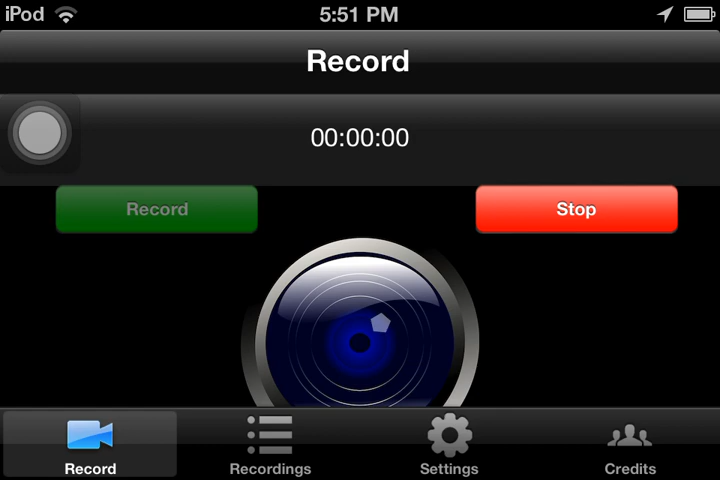 iPod 5:51 PM
Record
00:00:00
Record Stop
Record Recordings Settings Credits